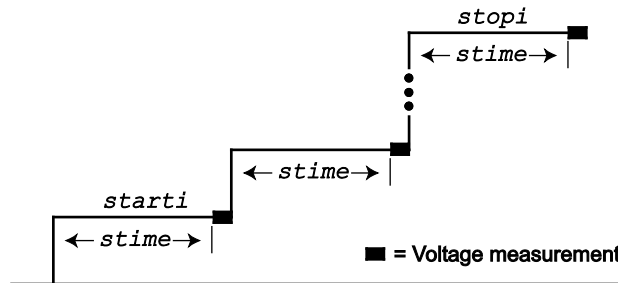 stopi
stime
stime
starti
stime
= Voltage measurement